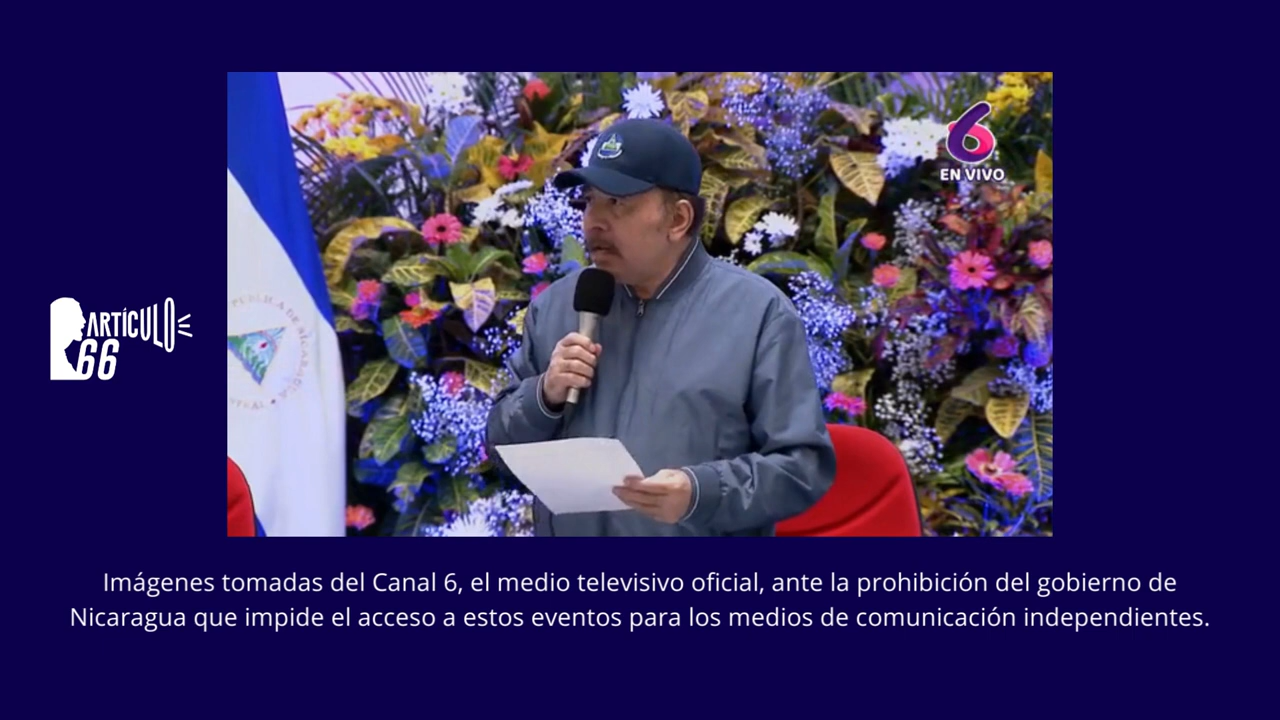 6
EN VIVO
ARTÍCULO
66
Imágenes tomadas del Canal 6, el medio televisivo oficial, ante la prohibición del gobierno de
Nicaragua que impide el acceso a estos eventos para los medios de comunicación independientes.